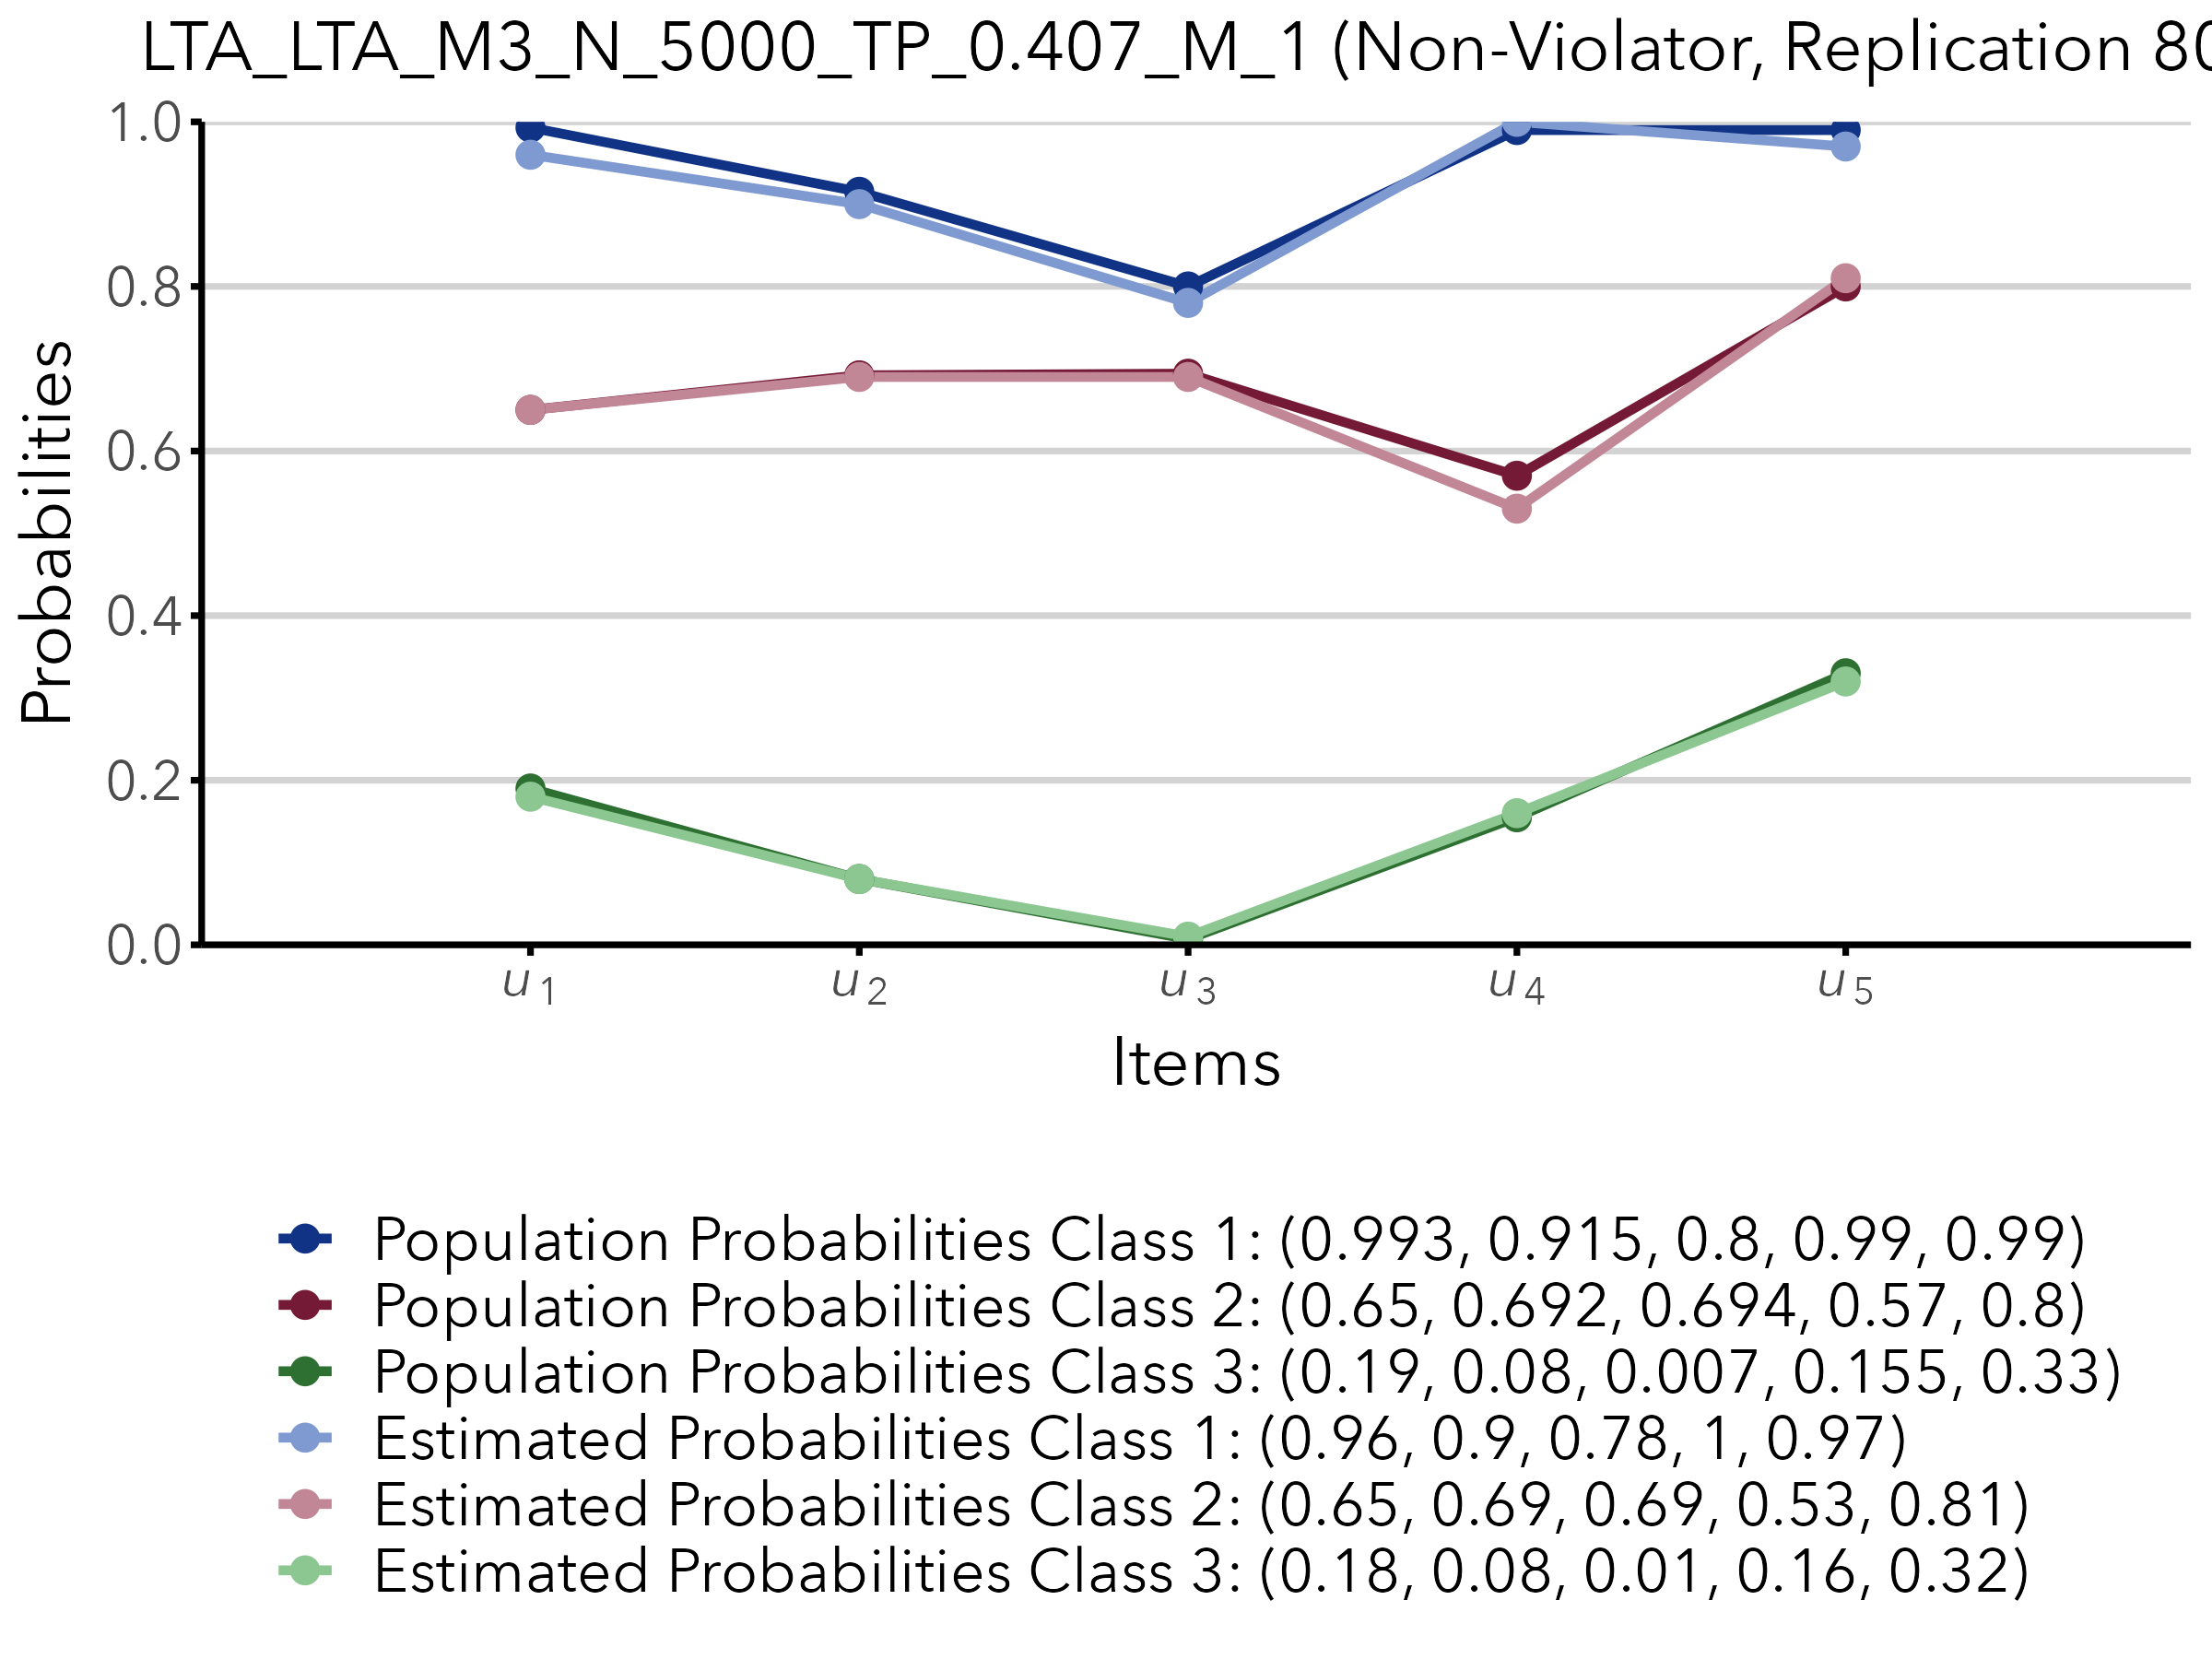 LTA_LTA_M3_N_5000_TP_0.407_M_1 (Non-Violator, Replication 80
1.0
0.8
0.6
0.4
0.2
0.0
Probabilities
u1
u2
u3
u4
u5
Items
Population Probabilities Class 1: (0.993, 0.915, 0.8, 0.99, 0.99)
Population Probabilities Class 2: (0.65, 0.692, 0.694, 0.57, 0.8)
Population Probabilities Class 3: (0.19, 0.08, 0.007, 0.155, 0.33)
Estimated Probabilities Class 1: (0.96, 0.9, 0.78, 1, 0.97)
Estimated Probabilities Class 2: (0.65, 0.69, 0.69, 0.53, 0.81)
Estimated Probabilities Class 3: (0.18, 0.08, 0.01, 0.16, 0.32)